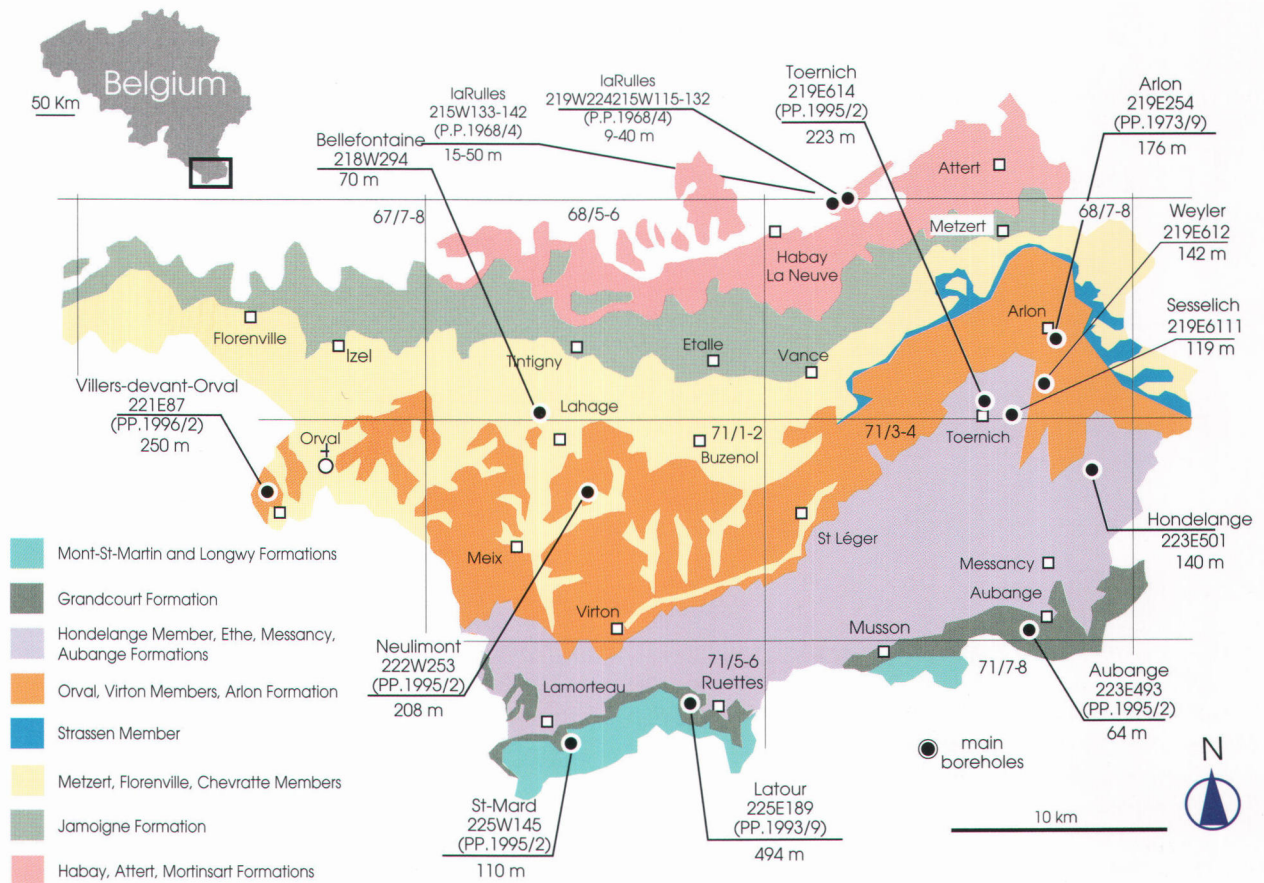 Belgium
50 Km
laRulles
215W133-142
(P.P.1968/4)
15-50 m
laRulles
219W224215W115-132
(P.P.1968/4)
9-40 m
Toernich
219E614
(PP.1995/2)
223 m
Arlon
219E254
(PP.1973/9)
176 m
Bellefontaine
218W294
70 m
Attert
67/7-8
68/5-6
68/7-8
Weyler
219E612
142 m
Metzert
Habay
La Neuve
Sesselich
219E6111
119 m
Arlon
Florenville
Izel
Tintigny
Etalle
Vance
Villers-devant-Orval
221E87
(PP.1996/2)
250 m
Lahage
Orval
71/1-2
Buzenol
71/3-4
Toernich
Hondelange
223E501
140 m
St Léger
Meix
Messancy
Aubange
Virton
Musson
Neulimont
222W253
(PP.1995/2)
208 m
71/5-6
Ruettes
Lamorteau
71/7-8
Aubange
223E493
(PP.1995/2)
64 m
Mont-St-Martin and Longwy Formations
Grandcourt Formation
Hondelange Member, Ethe, Messancy,
Aubange Formations
Orval, Virton Members, Arlon Formation
Strassen Member
Metzert, Florenville, Chevratte Members
Jamoigne Formation
Habay, Attert, Mortinsart Formations
St-Mard
225W145
(PP.1995/2)
110 m
Latour
225E189
(PP.1993/9)
494 m
main
boreholes
10 km
N